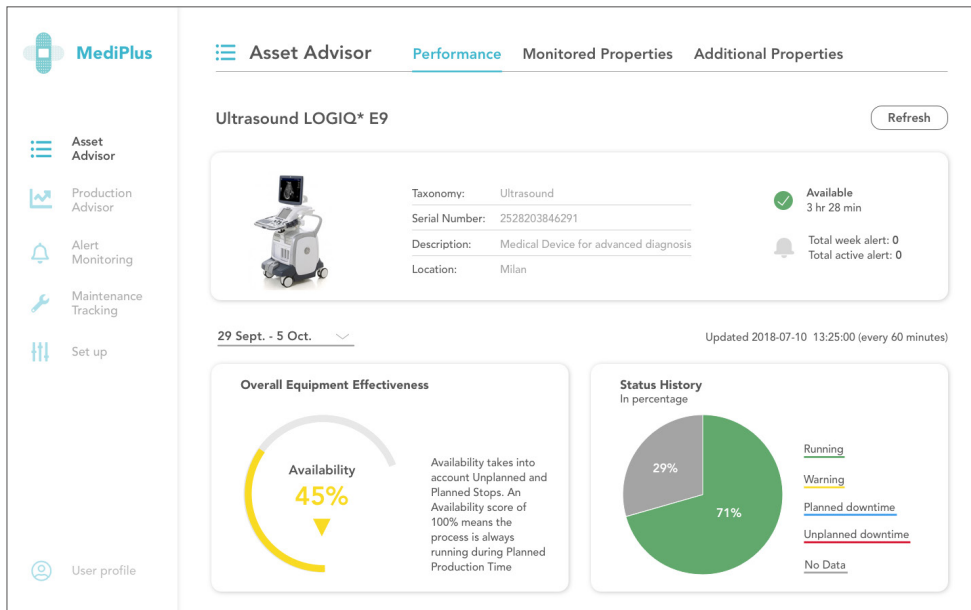 MediPlus
Asset Advisor
Performance
Monitored Properties
Additional Properties
Ultrasound LOGIQ* E9
Refresh
Asset
Advisor
Production
Advisor
Alert
Monitoring
Maintenance
Tracking
Set up
User profile
Taxonomy: Ultrasound
Serial Number: 2528203846291
Description: Medical Device for advanced diagnosis
Location: Milan
Available
3 hr 28 min
Total week alert: 0
Total active alert: 0
29 Sept. - 5 Oct.
Updated 2018-07-10 13:25:00 (every 60 minutes)
Overall Equipment Effectiveness
Availability
45%
Availability takes into
account Unplanned and
Planned Stops. An
Availability score of
100% means the
process is always
running during Planned
Production Time
Status History
In percentage
29%
71%
Running
Warning
Planned downtime
Unplanned downtime
No Data